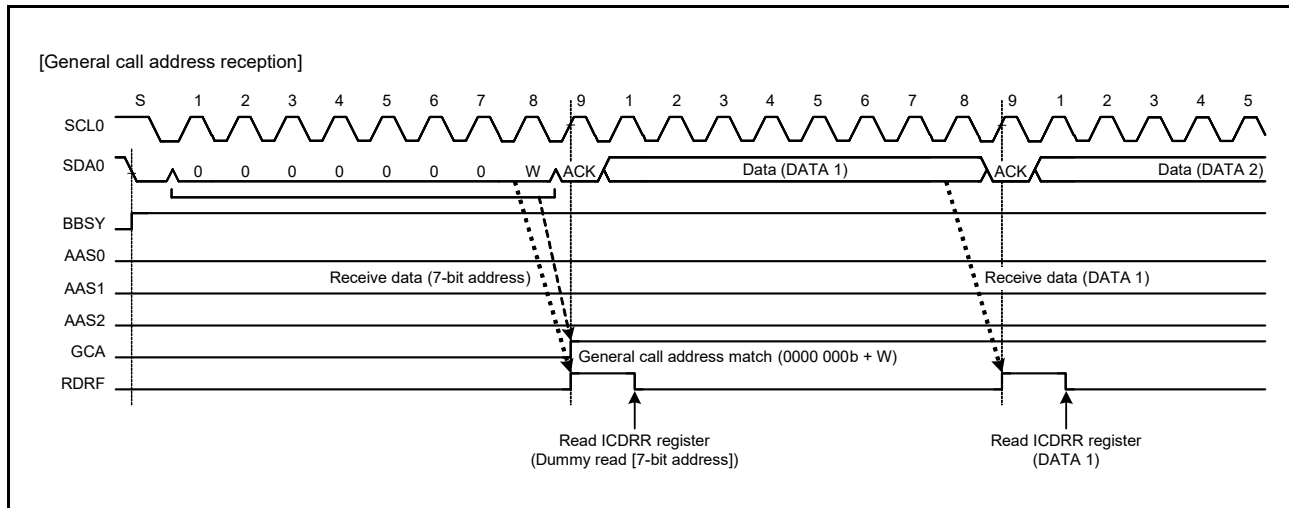 [General call address reception]
S 1 2 3 4 5 6 7 8 9 1 2 3 4 5 6 7 8 9 1 2 3 4 5
SCL0
SDA0 0 0 0 0 0 0 0 W ACK Data (DATA 1) ACK Data (DATA 2)
BBSY
AAS0
Receive data (7-bit address) Receive data (DATA 1)
AAS1
AAS2
GCA General call address match (0000 000b + W)
RDRF
Read ICDRR register Read ICDRR register
(Dummy read [7-bit address]) (DATA 1)